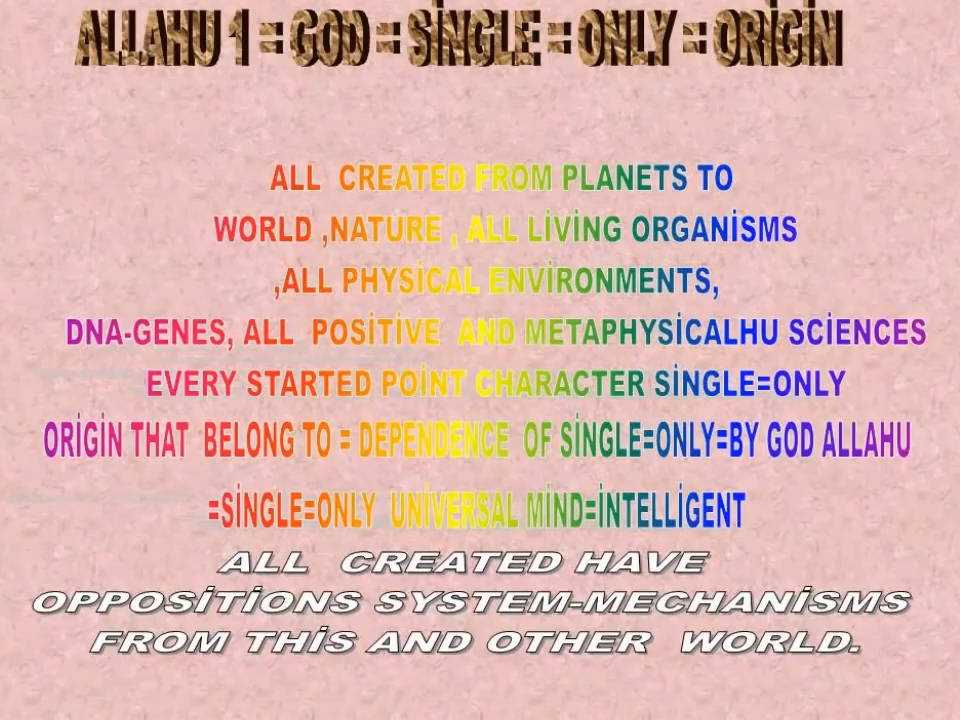 ALLAHU 1 = GOD = SİNGLE = ONLY = ORİGİN
ALL CREATED FROM PLANETS TO
WORLD ,NATURE , ALL LİVİNG ORGANİSMS
,ALL PHYSİCAL ENVİRONMENTS,
DNA-GENES, ALL POSİTİVE AND METAPHYSİCALHU SCİENCES
EVERY STARTED POİNT CHARACTER SİNGLE=ONLY
ORİGİN THAT BELONG TO = DEPENDENCE OF SİNGLE=ONLY=BY GOD ALLAHU
=SİNGLE=ONLY UNİVERSAL MİND=İNTELLİGENT
ALL CREATED HAVE
OPPOSİTİONS SYSTEM-MECHANİSMS
FROM THİS AND OTHER WORLD.